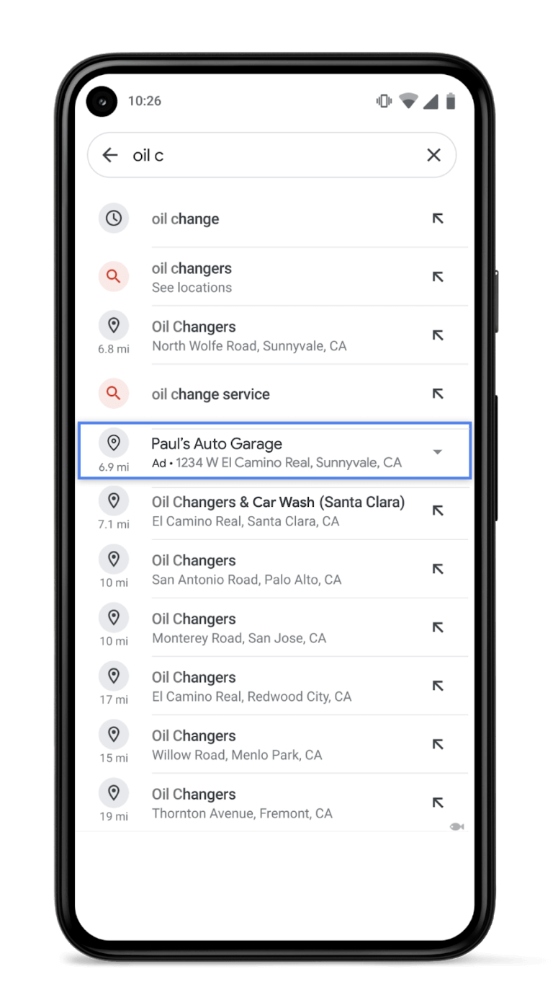 10:26
oil c
oil change
oil changers
See locations
Oil Changers
6.8 mi
North Wolfe Road, Sunnyvale, CA
oil change service
Paul’s Auto Garage
6.9 mi
Ad • 1234 W El Camino Real, Sunnyvale, CA
Oil Changers & Car Wash (Santa Clara)
7.1 mi
El Camino Real, Santa Clara, CA
Oil Changers
10 mi
San Antonio Road, Palo Alto, CA
Oil Changers
10 mi
Monterey Road, San Jose, CA
Oil Changers
17 mi
El Camino Real, Redwood City, CA
Oil Changers
15 mi
Willow Road, Menlo Park, CA
Oil Changers
19 mi
Thornton Avenue, Fremont, CA